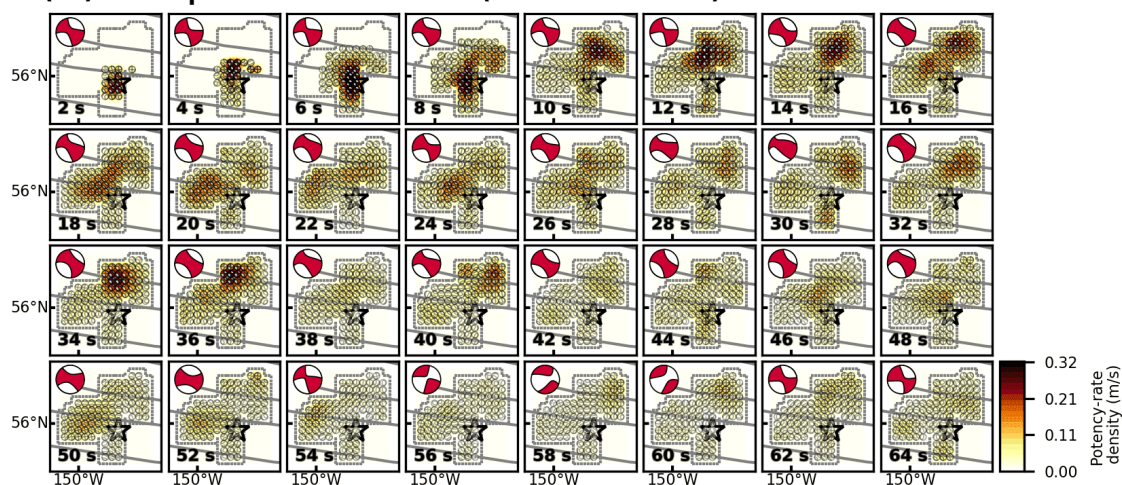 56°N 2 s 4 s 6 s 8 s 10 s 12 s 14 s 16 s
56°N 18 s 20 s 22 s 24 s 26 s 28 s 30 s 32 s
56°N 34 s 36 s 38 s 40 s 42 s 44 s 46 s 48 s
56°N 50 s 52 s 54 s 56 s 58 s 60 s 62 s 64 s
150°W 150°W 150°W 150°W 150°W 150°W 150°W 150°W
0.32
0.21
0.11
0.00
Potency-rate
density (m/s)